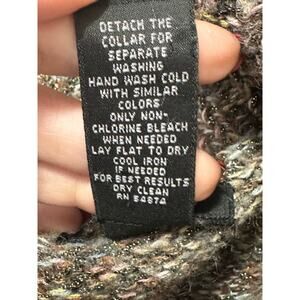 DETACH THE
COLLAR FOR
SEPARATE
WASHING
HAND WASH COLD
WITH SIMILAR
COLORS
ONLY NON-
CHLORINE BLEACH
WHEN NEEDED
LAY FLAT TO DRY
COOL IRON
IF NEEDED
FOR BEST RESULTS
DRY CLEAN
RN 54874